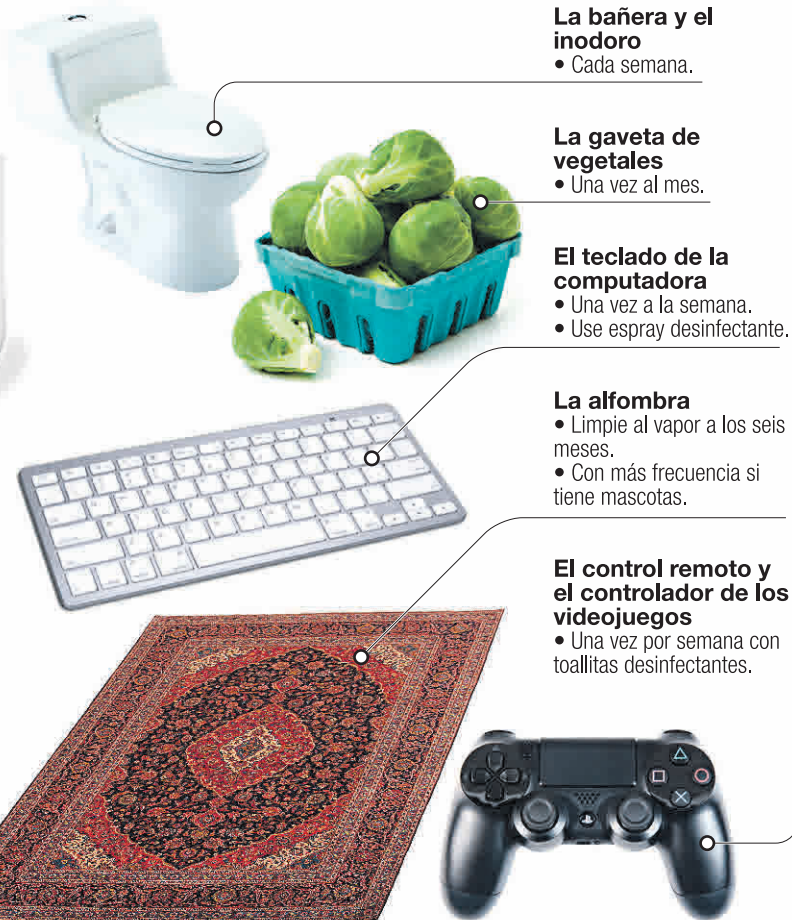 La bañera y el
inodoro
• Cada semana.
La gaveta de
vegetales
• Una vez al mes.
El teclado de la
computadora
• Una vez a la semana.
• Use espray desinfectante.
La alfombra
• Limpie al vapor a los seis
meses.
• Con más frecuencia si
tiene mascotas.
El control remoto y
el controlador de los
videojuegos
• Una vez por semana con
toallitas desinfectantes.